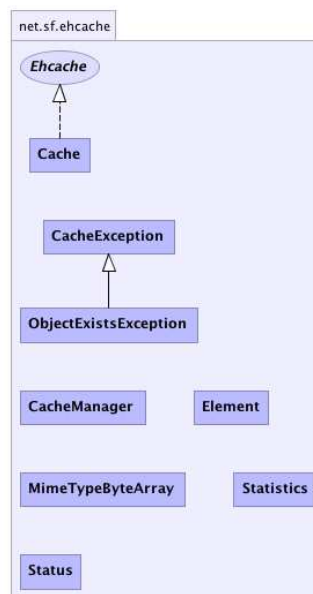 net.sf.ehcache
Ehcache
Cache
CacheException
ObjectExistsException
CacheManager
Element
MimeTypeByteArray
Statistics
Status